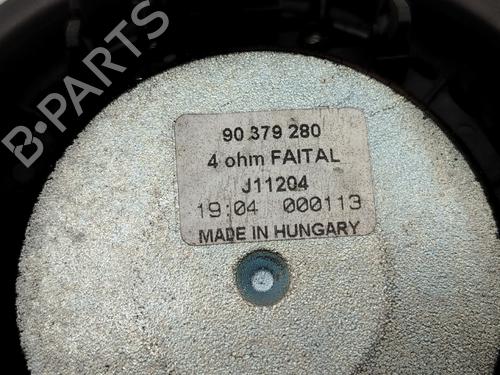 B-PARTS
90 379 280
4 ohm FAITAL
J11204
19:04 000113
MADE IN HUNGARY